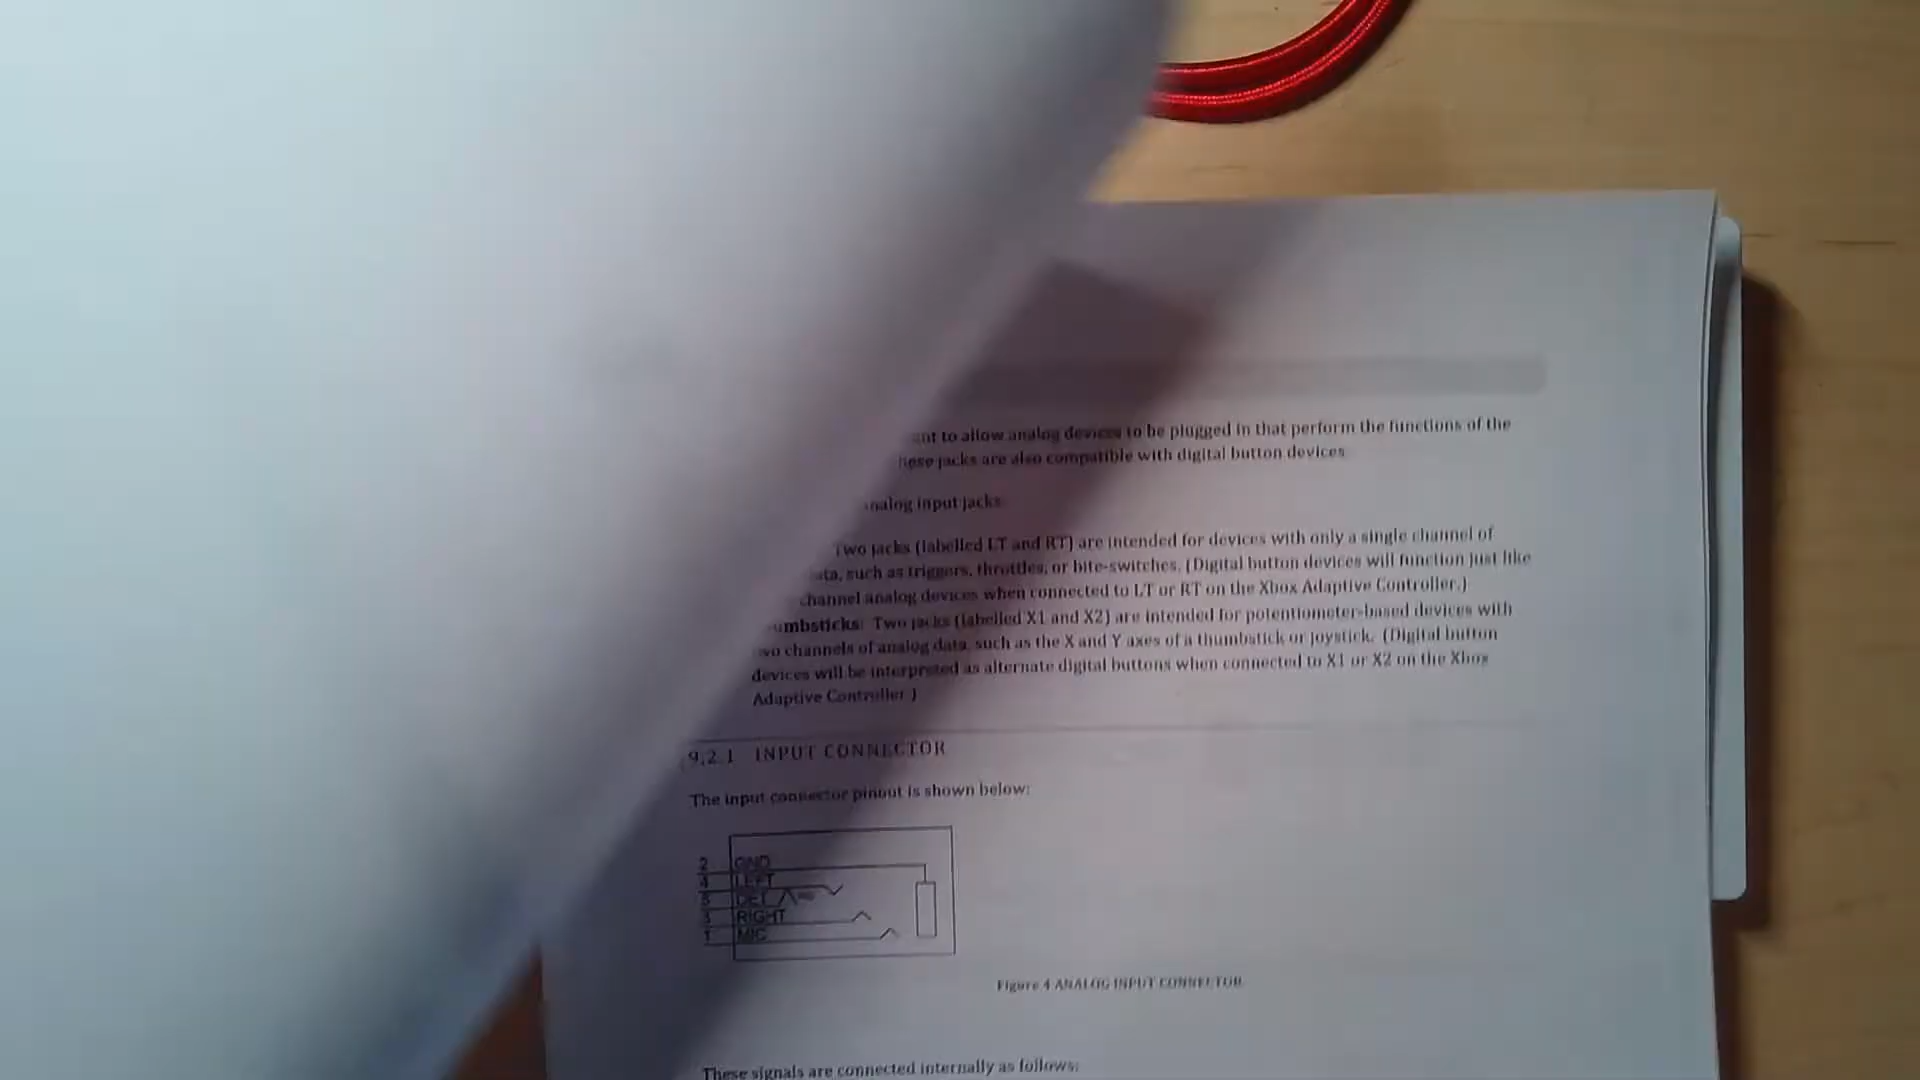 to allow analog devices to be plugged in that perform the functions of the
jacks are also compatible with digital button devices
input jacks
Two jacks (labelled LT and RT) are intended for devices with only a single channel of
such as triggers, throttles, or bite-switches. (Digital button devices will function just like
channel analog devices when connected to LT or RT on the Xbox Adaptive Controller.)
Two jacks (labelled X1 and X2) are intended for potentiometer-based devices with
channels of analog data, such as the X and Y axes of a thumbstick or joystick. (Digital button
devices will be interpreted as alternate digital buttons when connected to X1 or X2 on the Xbox
Adaptive Controller.)
9.2.1 INPUT CONNECTOR
The input connector pinout is shown below:
2 GND
4 LEFT
5 DET
3 RIGHT
1 MIC
Figure 4 ANALOG INPUT CONNECTOR
These signals are connected internally as follows: